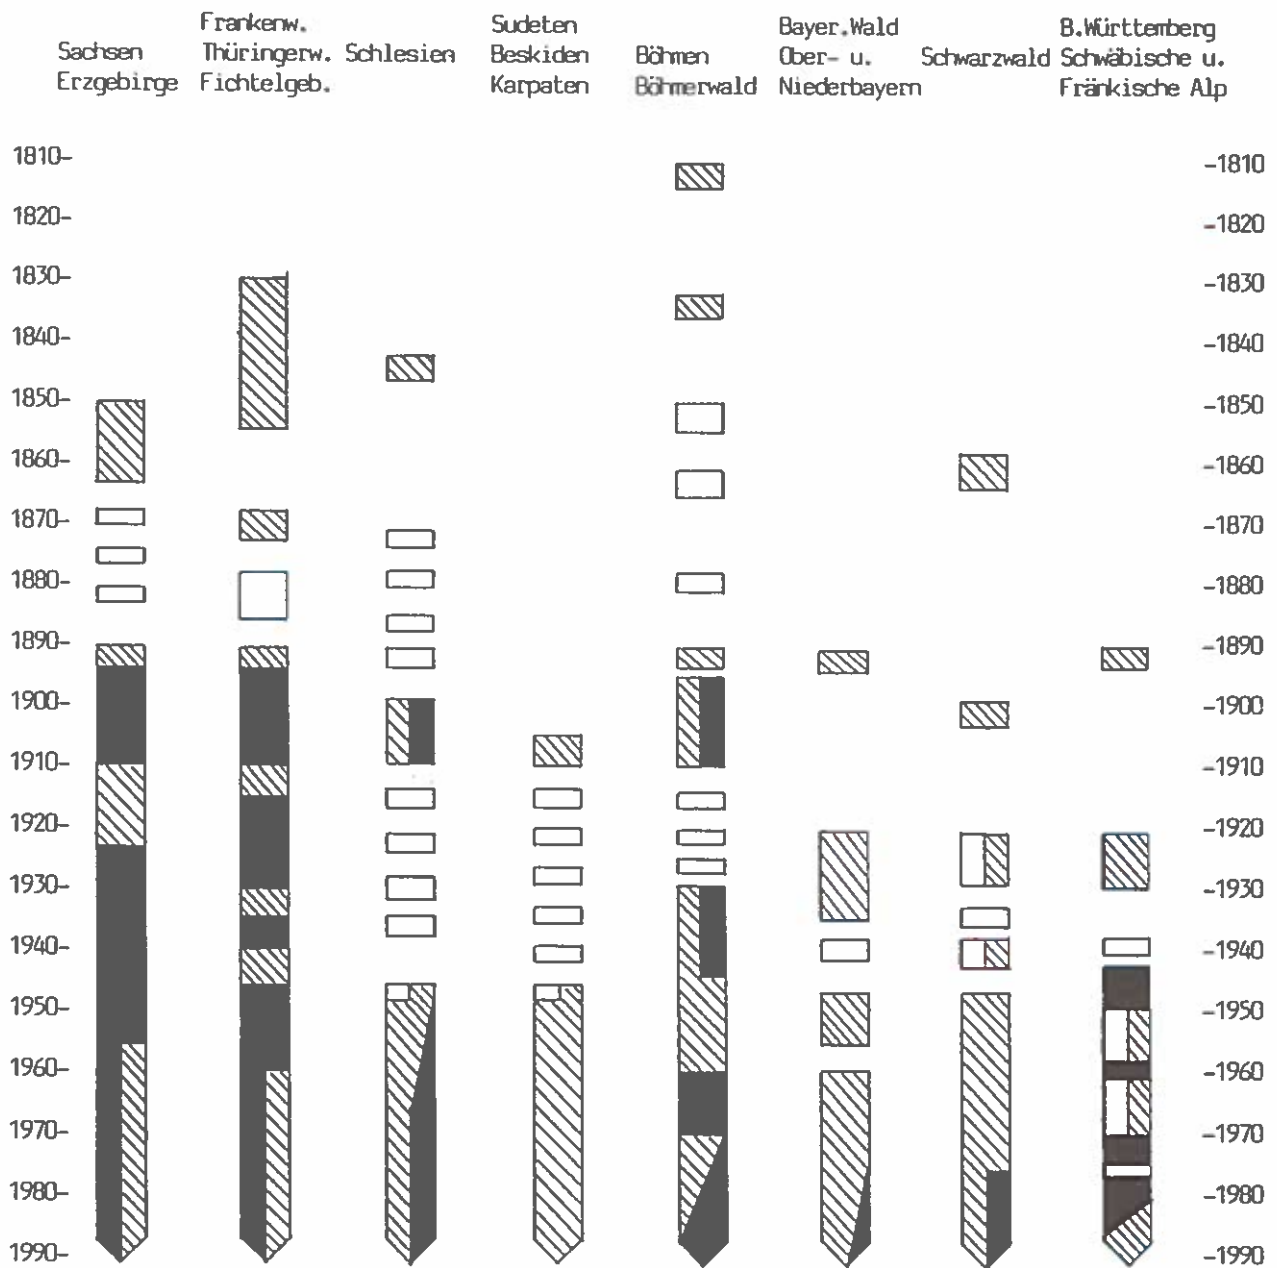 Sachsen
Erzgebirge
Frankenw.
Thüringerw.
Fichtelgeb.
Schlesien
Sudeten
Beskiden
Karpaten
Böhmen
Böhmerwald
Bayer.Wald
Ober- u.
Niederbayern
Schwarzwald
B.Württemberg
Schwäbische u.
Fränkische Alp
1810-
1820-
1830-
1840-
1850-
1860-
1870-
1880-
1890-
1900-
1910-
1920-
1930-
1940-
1950-
1960-
1970-
1980-
1990-
-1810
-1820
-1830
-1840
-1850
-1860
-1870
-1880
-1890
-1900
-1910
-1920
-1930
-1940
-1950
-1960
-1970
-1980
-1990